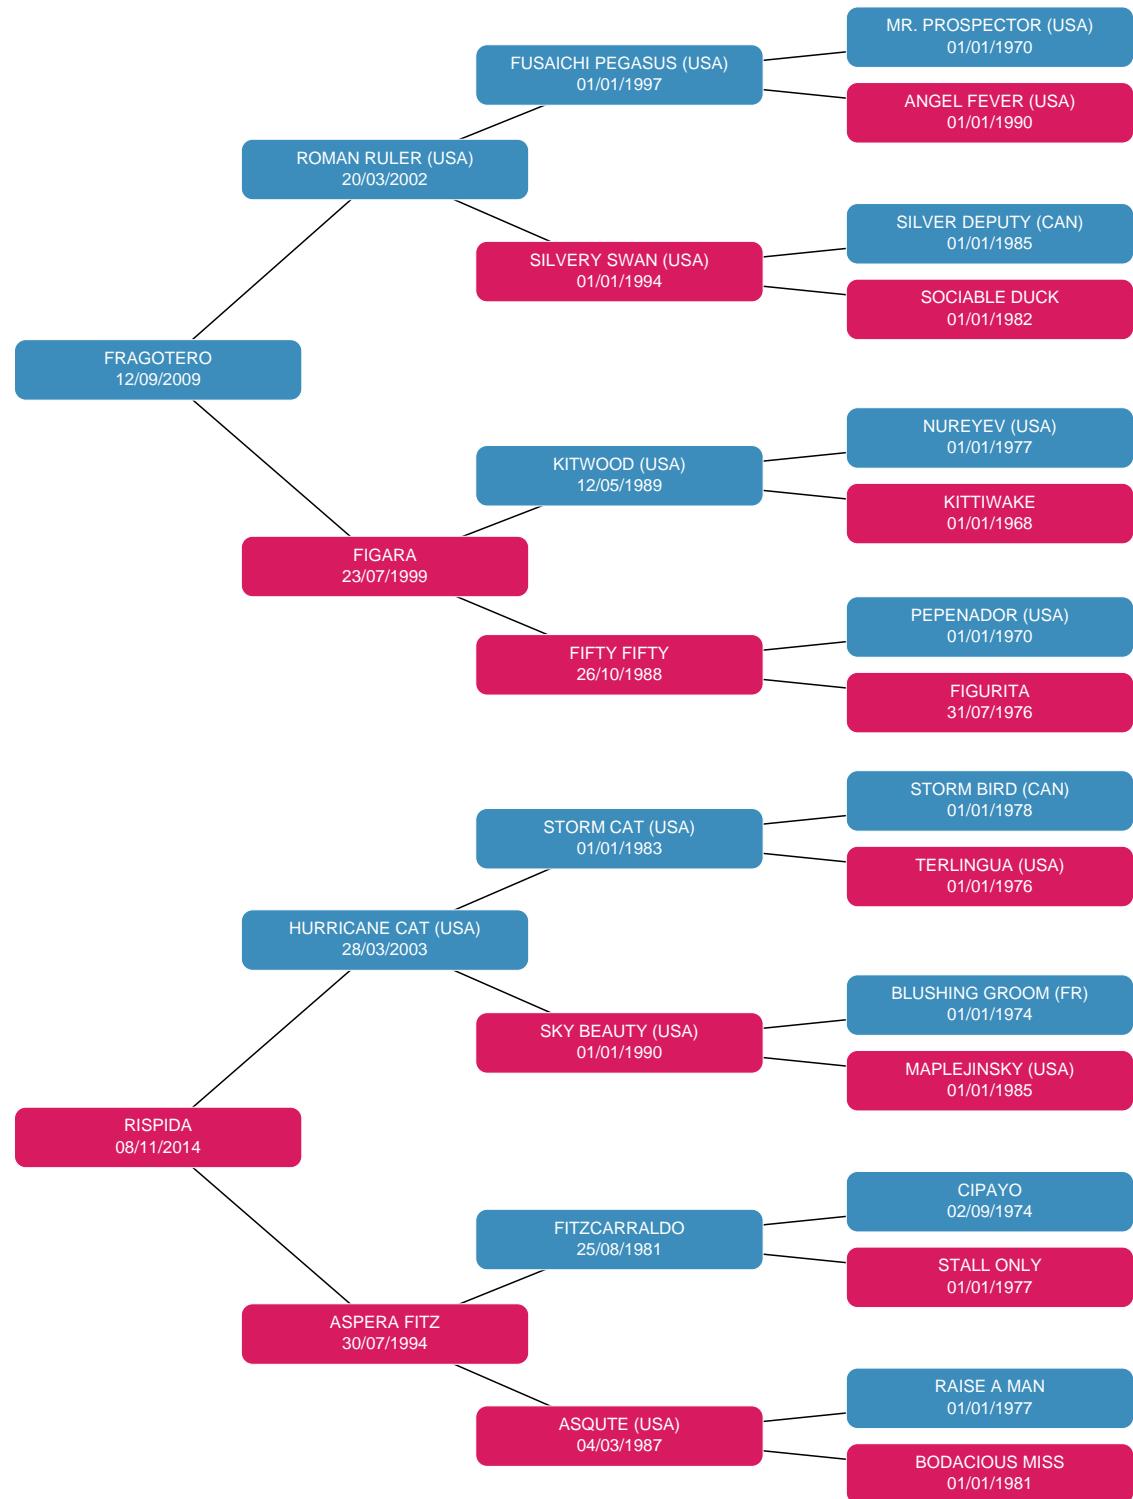 MR. PROSPECTOR (USA)
01/01/1970
FUSAICHI PEGASUS (USA)
01/01/1997
ANGEL FEVER (USA)
01/01/1990
ROMAN RULER (USA)
20/03/2002
SILVER DEPUTY (CAN)
01/01/1985
SILVERY SWAN (USA)
01/01/1994
SOCIABLE DUCK
01/01/1982
FRAGOTERO
12/09/2009
NUREYEV (USA)
01/01/1977
KITWOOD (USA)
12/05/1989
KITTIWAKE
01/01/1968
FIGARA
23/07/1999
PEPENADOR (USA)
01/01/1970
FIFTY FIFTY
26/10/1988
FIGURITA
31/07/1976
STORM BIRD (CAN)
01/01/1978
STORM CAT (USA)
01/01/1983
TERLINGUA (USA)
01/01/1976
HURRICANE CAT (USA)
28/03/2003
BLUSHING GROOM (FR)
01/01/1974
SKY BEAUTY (USA)
01/01/1990
MAPLEJINSKY (USA)
01/01/1985
RISPIDA
08/11/2014
CIPAYO
02/09/1974
FITZCARRALDO
25/08/1981
STALL ONLY
01/01/1977
ASPERA FITZ
30/07/1994
RAISE A MAN
01/01/1977
ASQUTE (USA)
04/03/1987
BODACIOUS MISS
01/01/1981